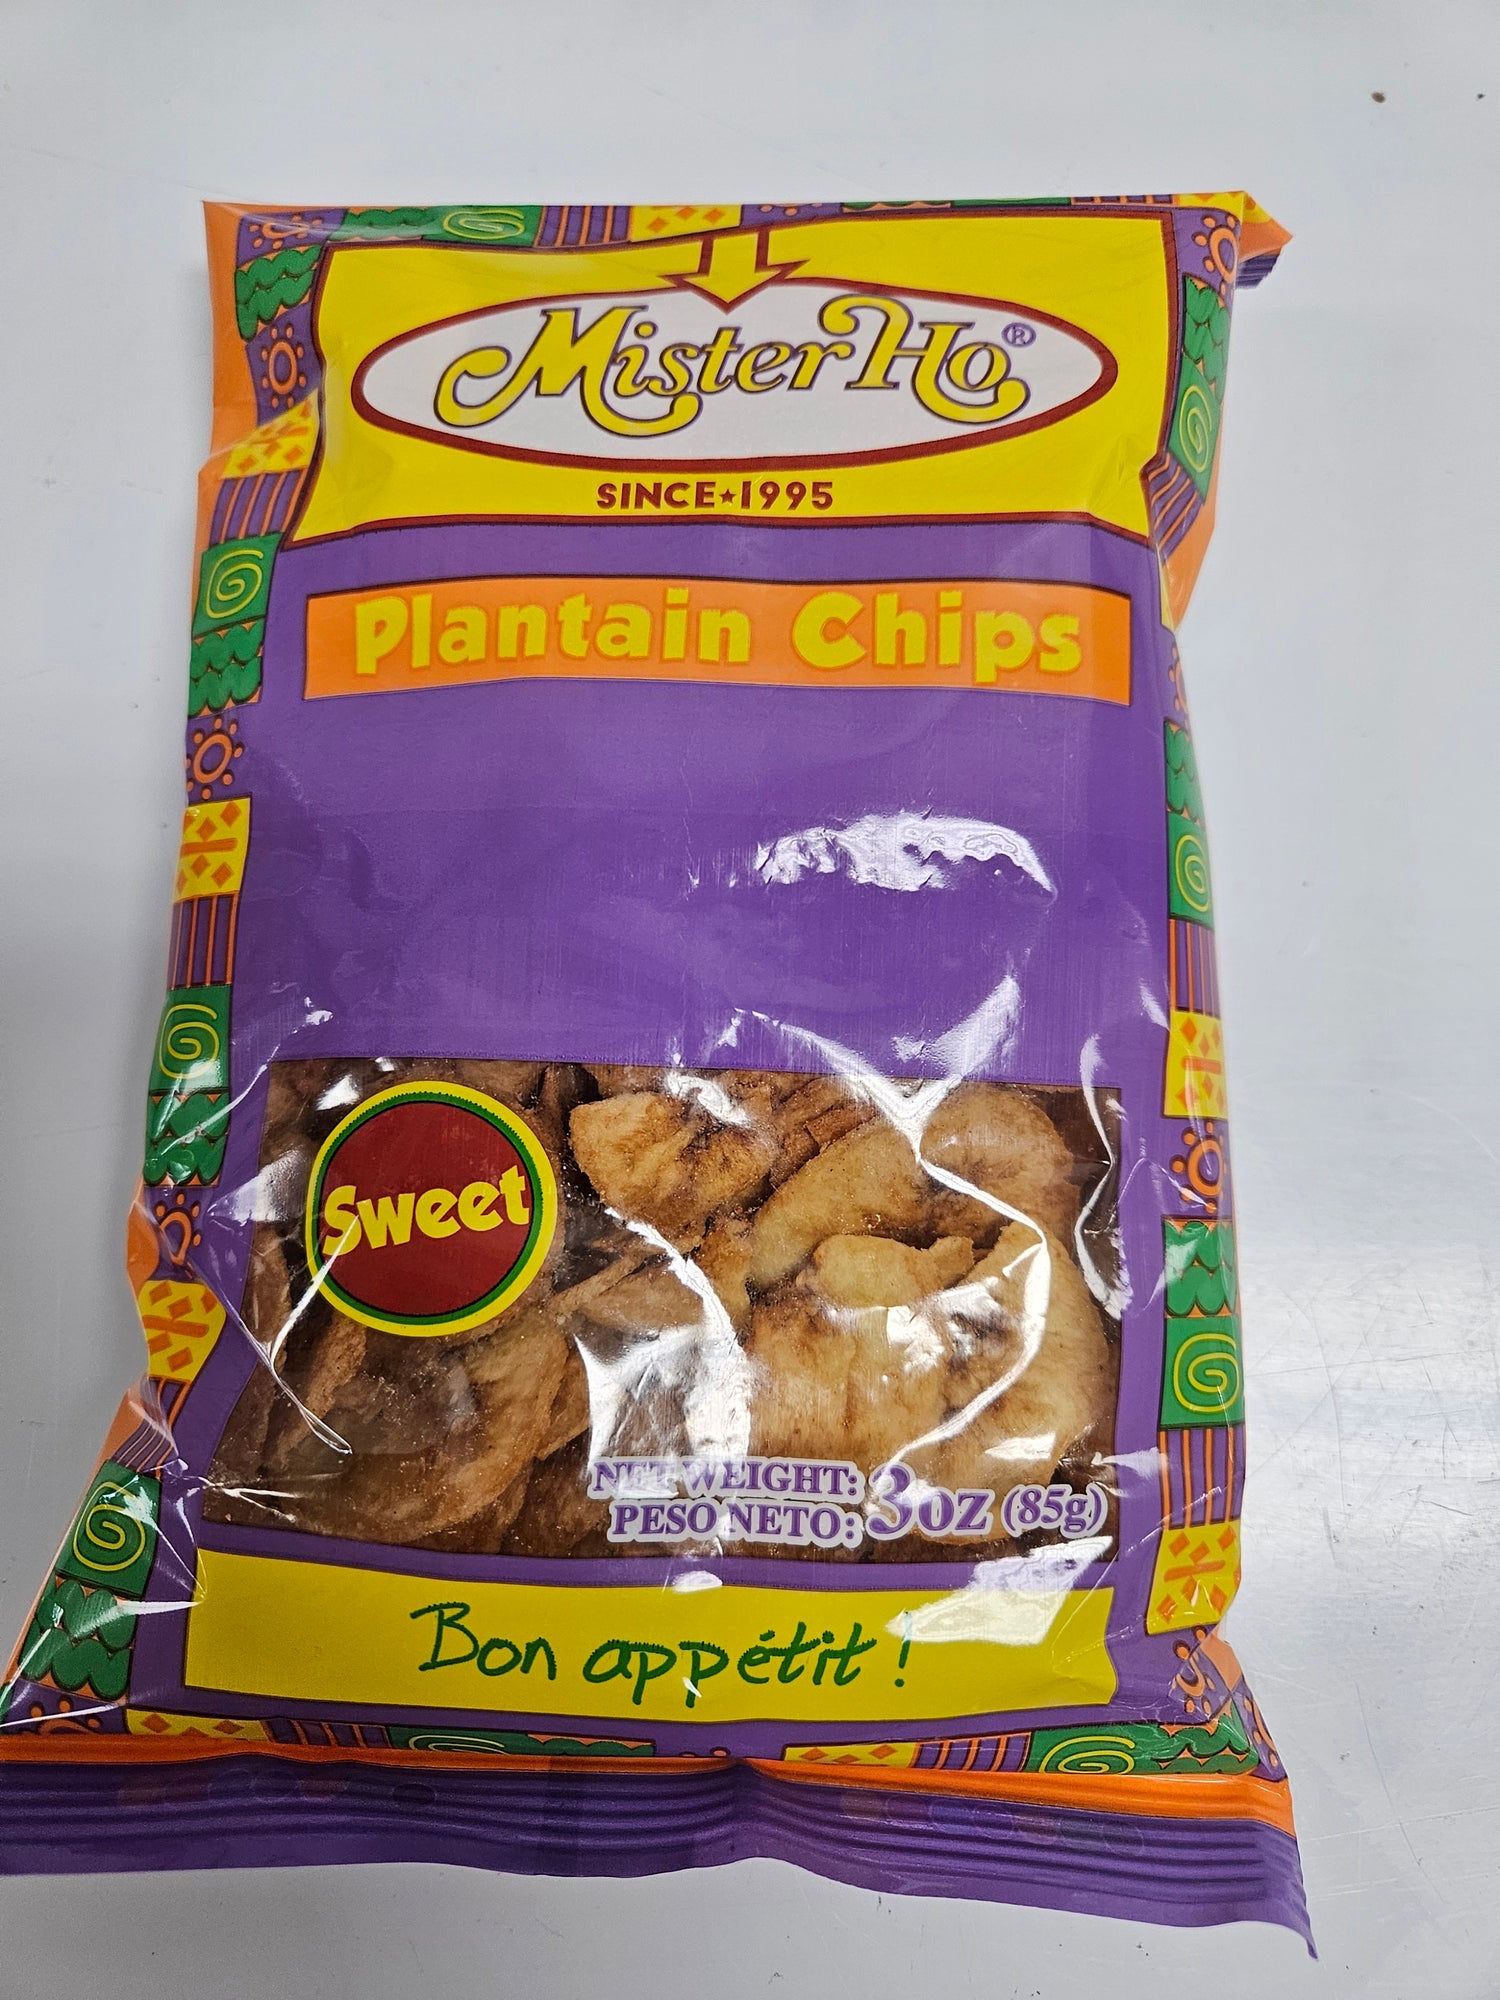 Mister Ho®
SINCE★1995
Plantain Chips
Sweet
NET WEIGHT: 3oz (85g)
PESO NETO:
Bon appétit !